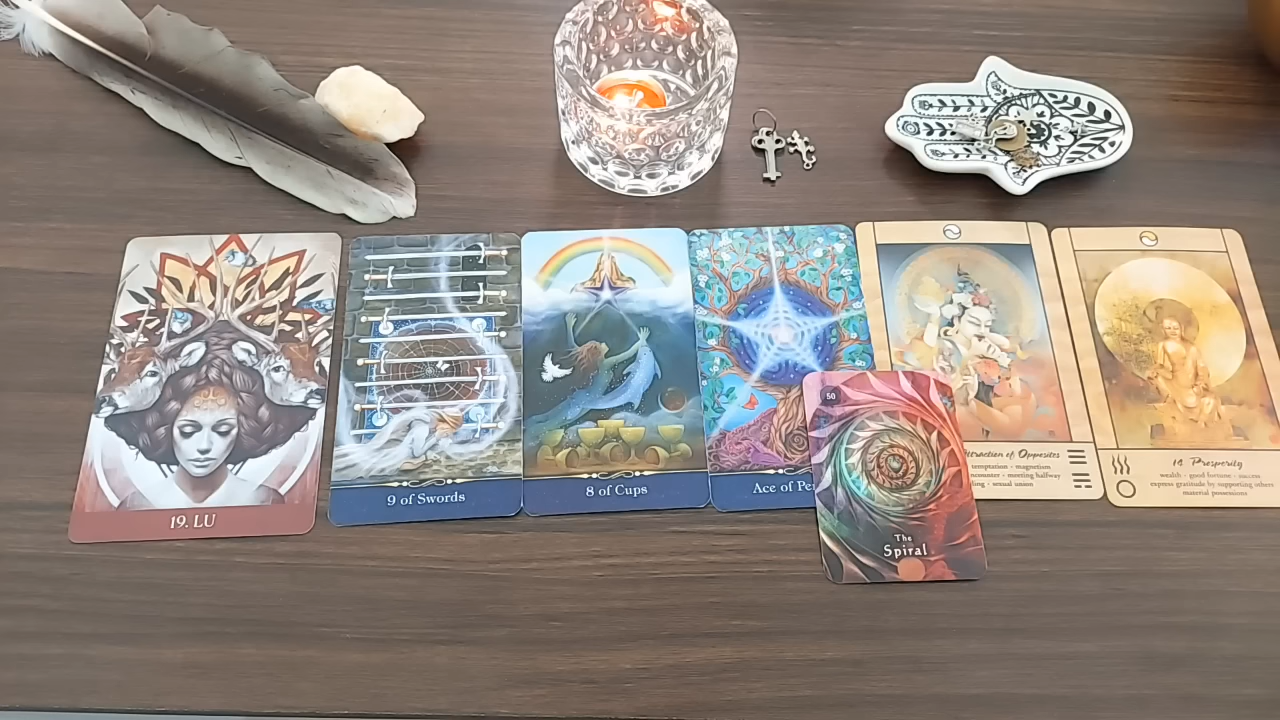 19. LU
9 of Swords
8 of Cups
Ace of Pe
50
The
Spiral
ttraction of Opposites
temptation - magnetism
ncounter - meeting halfway
ling - sexual union
14 Prosperity
wealth - good fortune - success
express gratitude by supporting others
material possessions